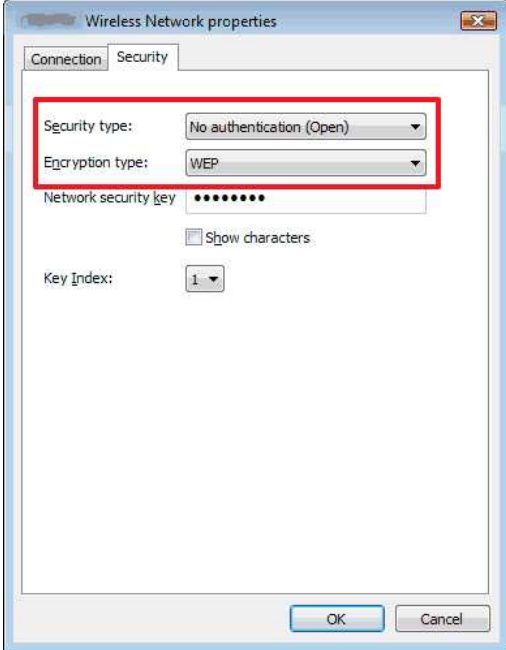 Wireless Network properties
Connection Security
Security type: No authentication (Open)
Encryption type: WEP
Network security key ••••••••
Show characters
Key Index: 1
OK Cancel